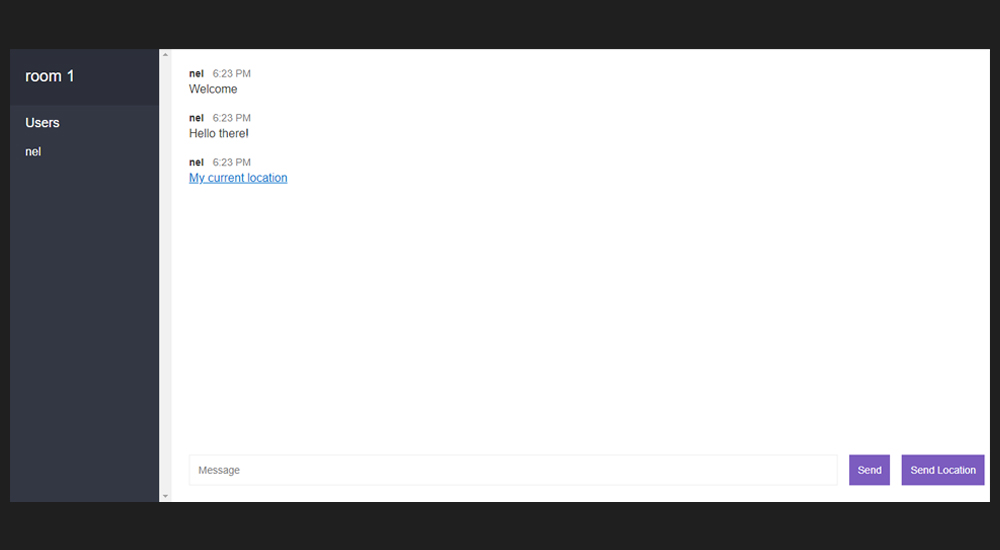 room 1
Users
nel
nel 6:23 PM
Welcome
nel 6:23 PM
Hello there!
nel 6:23 PM
My current location
Message
Send
Send Location